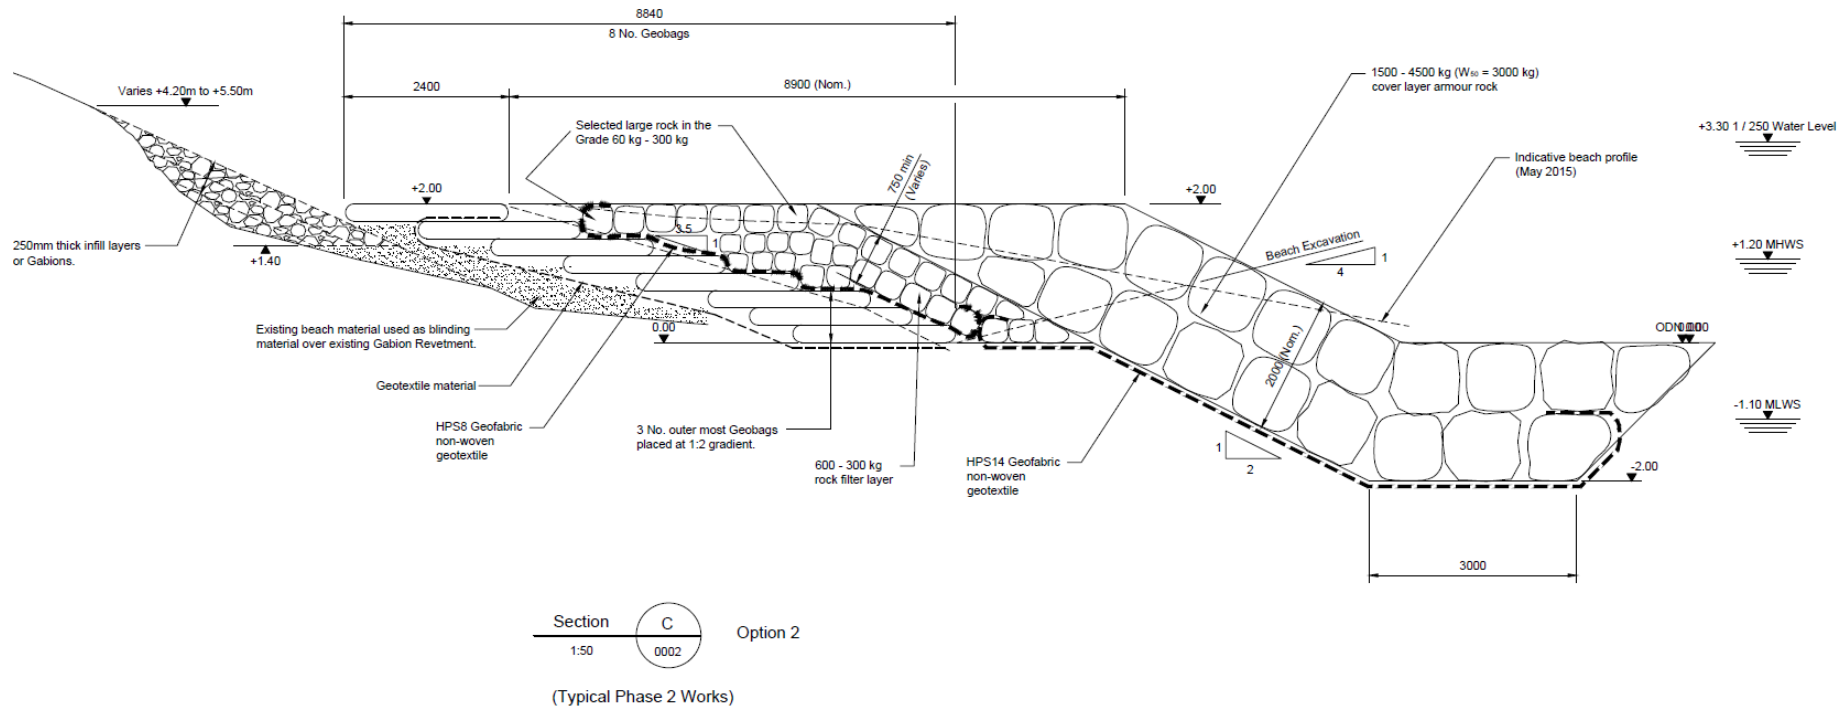 8840
8 No. Geobags
2400
8900 (Nom.)
1500 - 4500 kg (W50 = 3000 kg)
cover layer armour rock
Varies +4.20m to +5.50m
Selected large rock in the
Grade 60 kg - 300 kg
+3.30 1 / 250 Water Level
750 min
(Varies)
Indicative beach profile
(May 2015)
+2.00
+2.00
3.5
1
250mm thick infill layers
or Gabions.
+1.40
Beach Excavation
1
4
+1.20 MHWS
Existing beach material used as blinding
material over existing Gabion Revetment.
0.00
2000 (Nom.)
ODN 0.00
Geotextile material
-1.10 MLWS
HPS8 Geofabric
non-woven
geotextile
3 No. outer most Geobags
placed at 1:2 gradient.
600 - 300 kg
rock filter layer
HPS14 Geofabric
non-woven
geotextile
1
2
-2.00
3000
Section
C
Option 2
1:50
0002
(Typical Phase 2 Works)